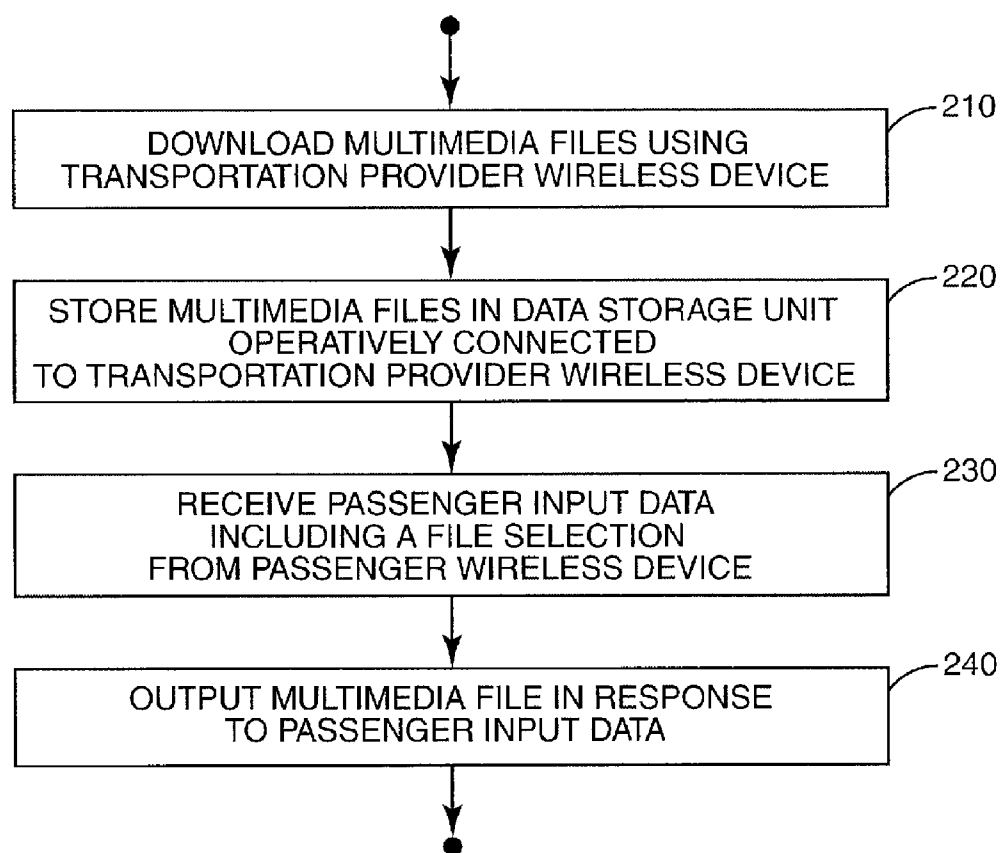 210
DOWNLOAD MULTIMEDIA FILES USING
TRANSPORTATION PROVIDER WIRELESS DEVICE
220
STORE MULTIMEDIA FILES IN DATA STORAGE UNIT
OPERATIVELY CONNECTED
TO TRANSPORTATION PROVIDER WIRELESS DEVICE
230
RECEIVE PASSENGER INPUT DATA
INCLUDING A FILE SELECTION
FROM PASSENGER WIRELESS DEVICE
240
OUTPUT MULTIMEDIA FILE IN RESPONSE
TO PASSENGER INPUT DATA